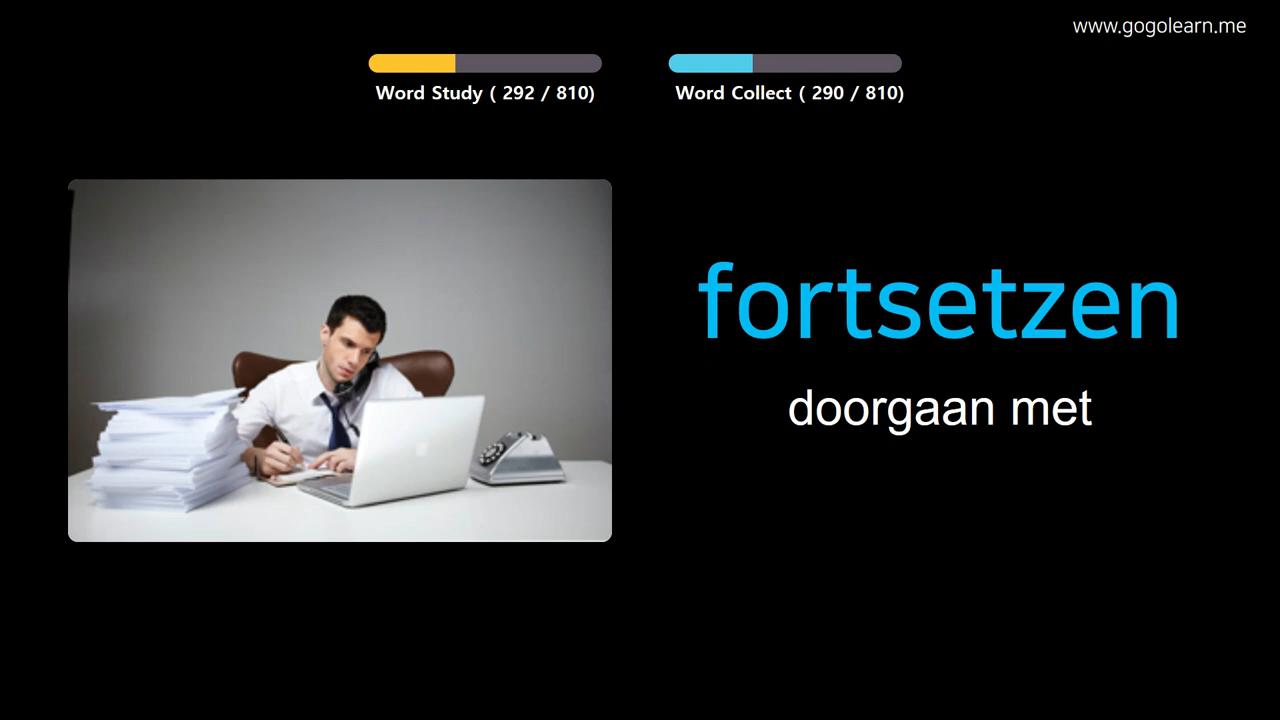 www.gogolearn.me
Word Study ( 292 / 810)
Word Collect ( 290 / 810)
fortsetzen
doorgaan met